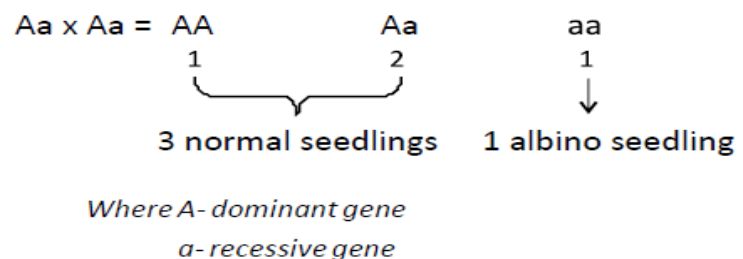 Aa x Aa = AA Aa aa
1 2 1
3 normal seedlings 1 albino seedling
Where A- dominant gene
a- recessive gene